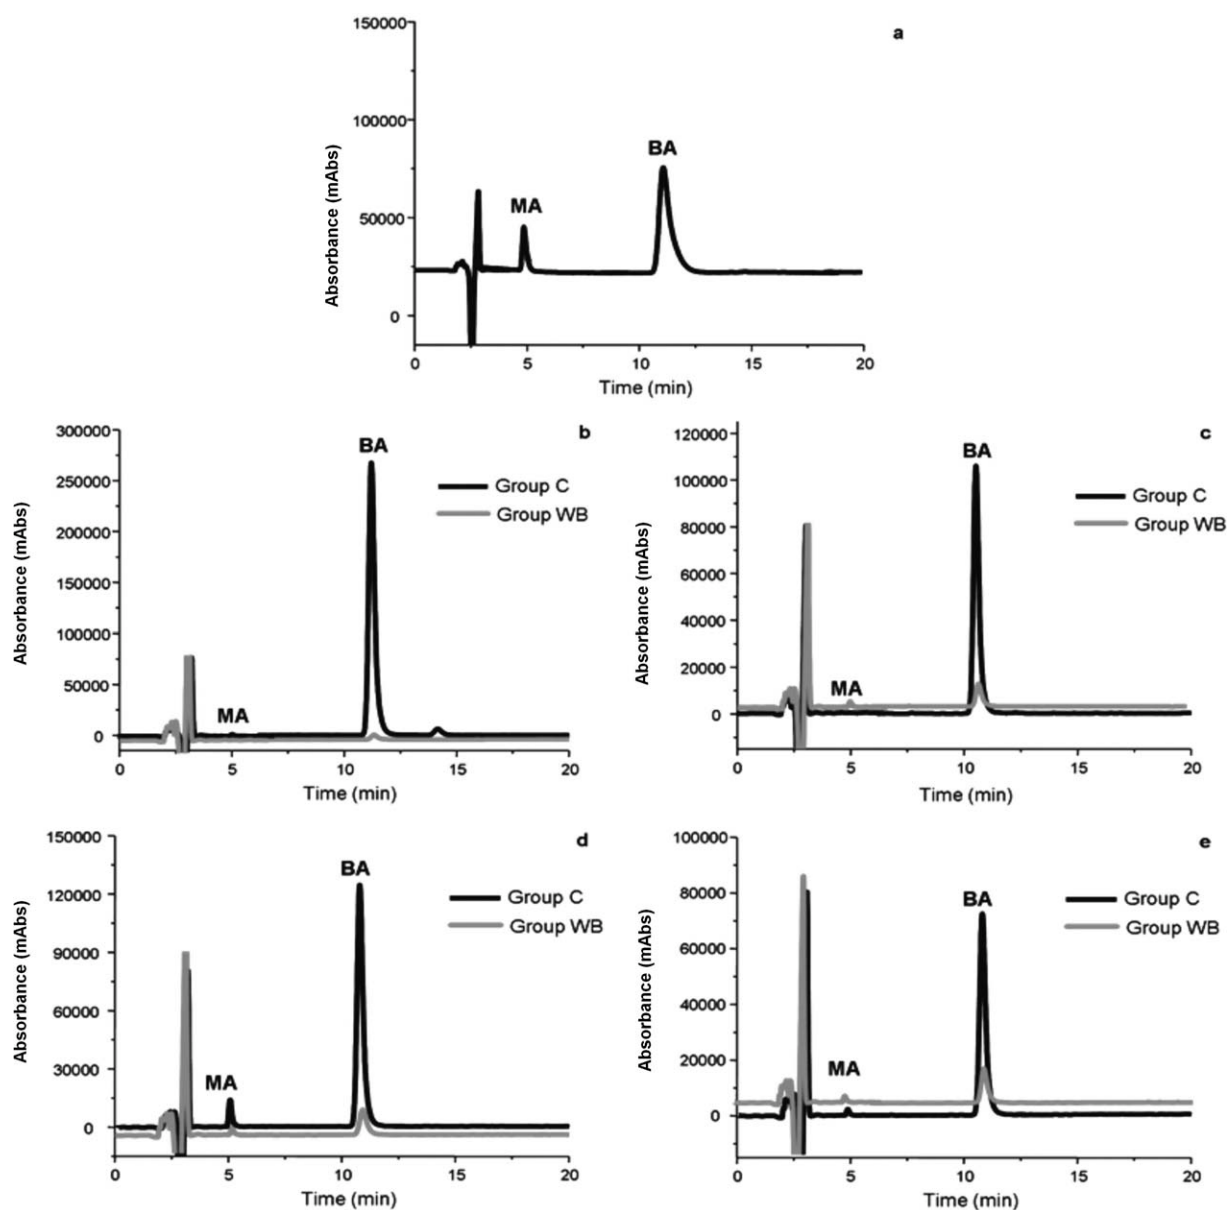 a
150000
100000
50000
0
Absorbance (mAbs)
MA
BA
0 5 10 15 20
Time (min)
b
300000
250000
200000
150000
100000
50000
0
Absorbance (mAbs)
BA
MA
Group C
Group WB
0 5 10 15 20
Time (min)
c
120000
100000
80000
60000
40000
20000
0
Absorbance (mAbs)
BA
MA
Group C
Group WB
0 5 10 15 20
Time (min)
d
150000
120000
90000
60000
30000
0
Absorbance (mAbs)
BA
MA
Group C
Group WB
0 5 10 15 20
Time (min)
e
100000
80000
60000
40000
20000
0
Absorbance (mAbs)
BA
MA
Group C
Group WB
0 5 10 15 20
Time (min)